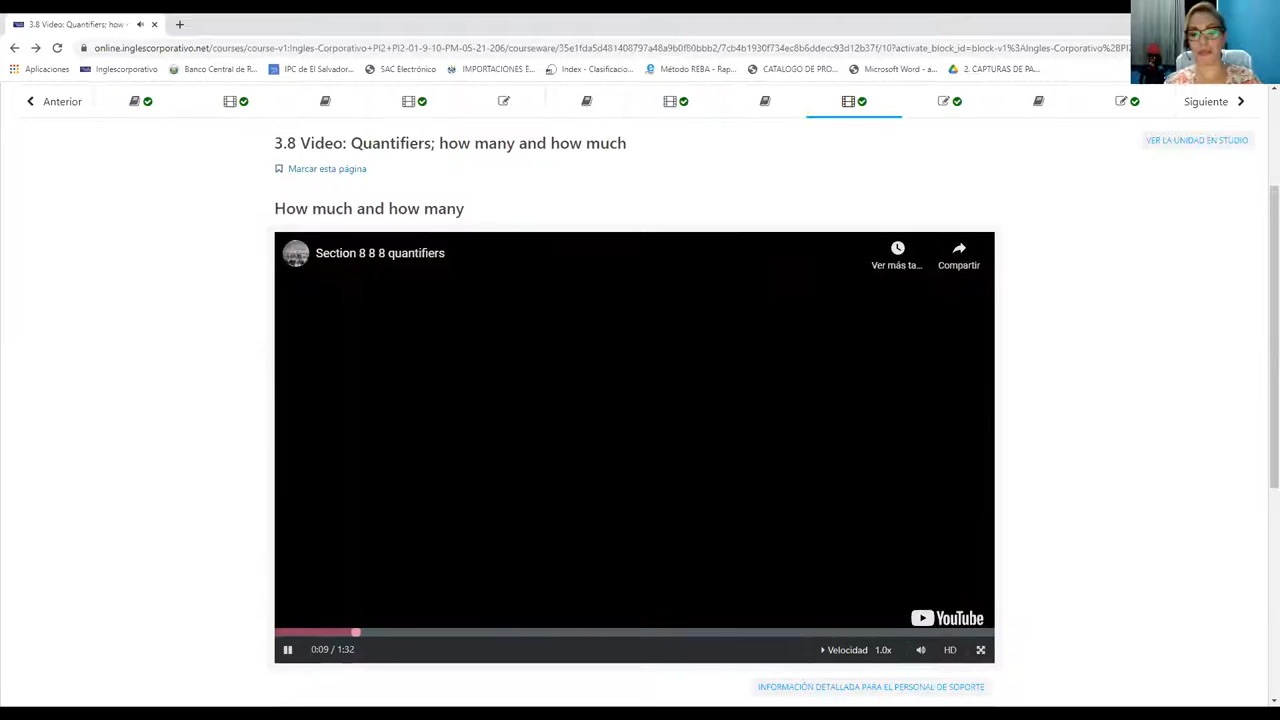 3.8 Video: Quantifiers; how
online.inglescorporativo.net/courses/course-v1:Ingles-Corporativo+PI2+PI2-01-9-10-PM-05-21-206/courseware/35e1fda5d481408797a48a9b0f80bbb2/7cb4b1930f734ec8b6ddecc93d12b37f/10?activate_block_id=block-v1%3AIngles-Corporativo%2BPI2
Aplicaciones Inglescorporativo Banco Central de R... IPC de El Salvador... SAC Electrónico IMPORTACIONES E... Index - Clasificacio... Método REBA - Rap... CATALOGO DE PRO... Microsoft Word - a... 2. CAPTURAS DE PA...
Anterior Siguiente
3.8 Video: Quantifiers; how many and how much
VER LA UNIDAD EN STUDIO
Marcar esta página
How much and how many
Section 8 8 8 quantifiers
Ver más ta... Compartir
YouTube
0:09 / 1:32 Velocidad 1.0x HD
INFORMACIÓN DETALLADA PARA EL PERSONAL DE SOPORTE